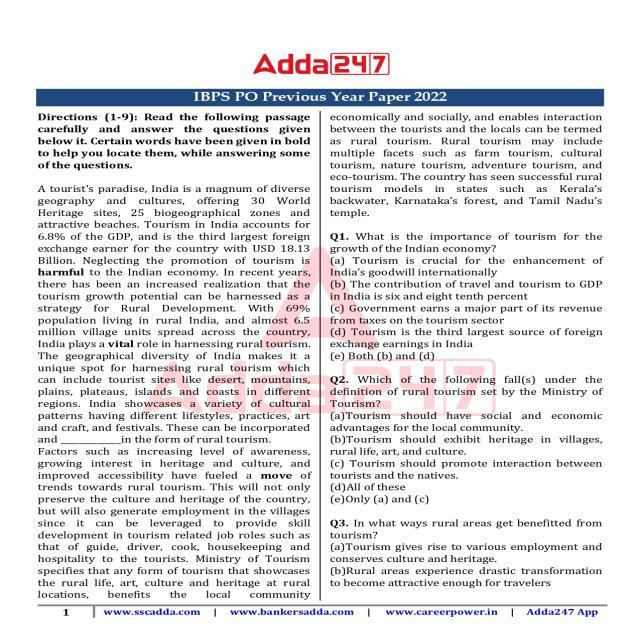 Adda247
IBPS PO Previous Year Paper 2022
Directions (1-9): Read the following passage
carefully and answer the questions given
below it. Certain words have been given in bold
to help you locate them, while answering some
of the questions.
A tourist's paradise, India is a magnum of diverse
geography and cultures, offering 30 World
Heritage sites, 25 biogeographical zones and
attractive beaches. Tourism in India accounts for
6.8% of the GDP, and is the third largest foreign
exchange earner for the country with USD 18.13
Billion. Neglecting the promotion of tourism is
harmful to the Indian economy. In recent years,
there has been an increased realization that the
tourism growth potential can be harnessed as a
strategy for Rural Development. With 69%
population living in rural India, and almost 6.5
million village units spread across the country,
India plays a vital role in harnessing rural tourism.
The geographical diversity of India makes it a
unique spot for harnessing rural tourism which
can include tourist sites like desert, mountains,
plains, plateaus, islands and coasts in different
regions. India showcases a variety of cultural
patterns having different lifestyles, practices, art
and craft, and festivals. These can be incorporated
and ____________in the form of rural tourism.
Factors such as increasing level of awareness,
growing interest in heritage and culture, and
improved accessibility have fueled a move of
trends towards rural tourism. This will not only
preserve the culture and heritage of the country,
but will also generate employment in the villages
since it can be leveraged to provide skill
development in tourism related job roles such as
that of guide, driver, cook, housekeeping and
hospitality to the tourists. Ministry of Tourism
specifies that any form of tourism that showcases
the rural life, art, culture and heritage at rural
locations, benefits the local community
economically and socially, and enables interaction
between the tourists and the locals can be termed
as rural tourism. Rural tourism may include
multiple facets such as farm tourism, cultural
tourism, nature tourism, adventure tourism, and
eco-tourism. The country has seen successful rural
tourism models in states such as Kerala's
backwater, Karnataka's forest, and Tamil Nadu's
temple.
Q1. What is the importance of tourism for the
growth of the Indian economy?
(a) Tourism is crucial for the enhancement of
India's goodwill internationally
(b) The contribution of travel and tourism to GDP
in India is six and eight tenth percent
(c) Government earns a major part of its revenue
from taxes on the tourism sector
(d) Tourism is the third largest source of foreign
exchange earnings in India
(e) Both (b) and (d)
Q2. Which of the following fall(s) under the
definition of rural tourism set by the Ministry of
Tourism?
(a)Tourism should have social and economic
advantages for the local community.
(b)Tourism should exhibit heritage in villages,
rural life, art, and culture.
(c) Tourism should promote interaction between
tourists and the natives.
(d)All of these
(e)Only (a) and (c)
Q3. In what ways rural areas get benefitted from
tourism?
(a)Tourism gives rise to various employment and
conserves culture and heritage.
(b)Rural areas experience drastic transformation
to become attractive enough for travelers
Adda247
1 | www.sscadda.com | www.bankersadda.com | www.careerpower.in | Adda247 App